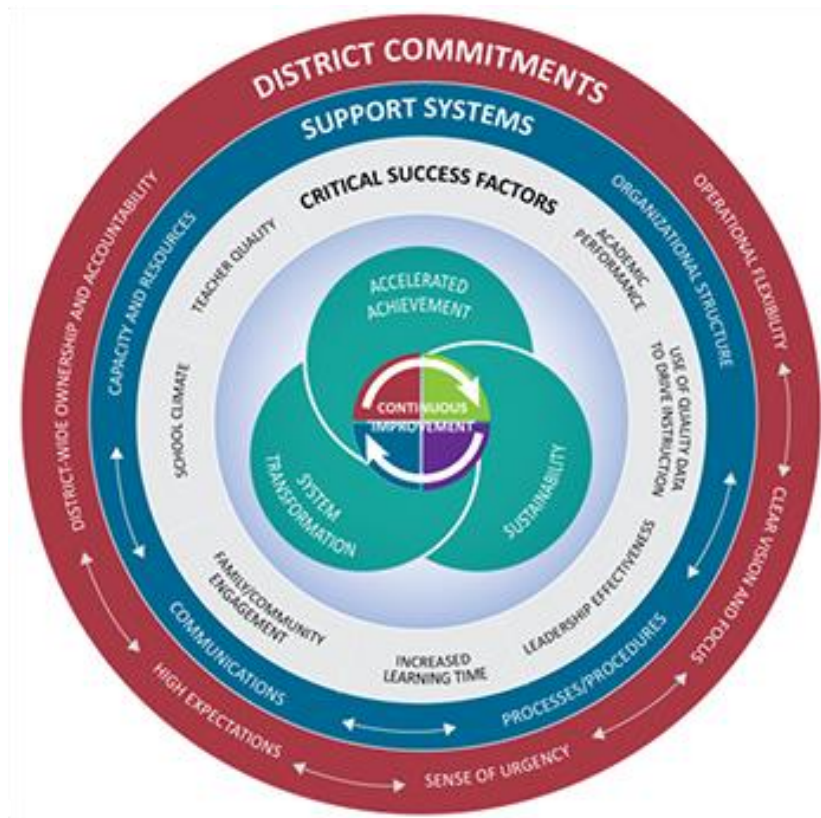 DISTRICT COMMITMENTS
OPERATIONAL FLEXIBILITY
CLEAR VISION AND FOCUS
SENSE OF URGENCY
HIGH EXPECTATIONS
DISTRICT-WIDE OWNERSHIP AND ACCOUNTABILITY
SUPPORT SYSTEMS
ORGANIZATIONAL STRUCTURE
PROCESSES/PROCEDURES
COMMUNICATIONS
CAPACITY AND RESOURCES
CRITICAL SUCCESS FACTORS
ACADEMIC
PERFORMANCE
USE OF QUALITY DATA
TO DRIVE INSTRUCTION
LEADERSHIP EFFECTIVENESS
INCREASED
LEARNING TIME
FAMILY/COMMUNITY
ENGAGEMENT
SCHOOL CLIMATE
TEACHER QUALITY
ACCELERATED
ACHIEVEMENT
SUSTAINABILITY
SYSTEM
TRANSFORMATION
CONTINUOUS
IMPROVEMENT